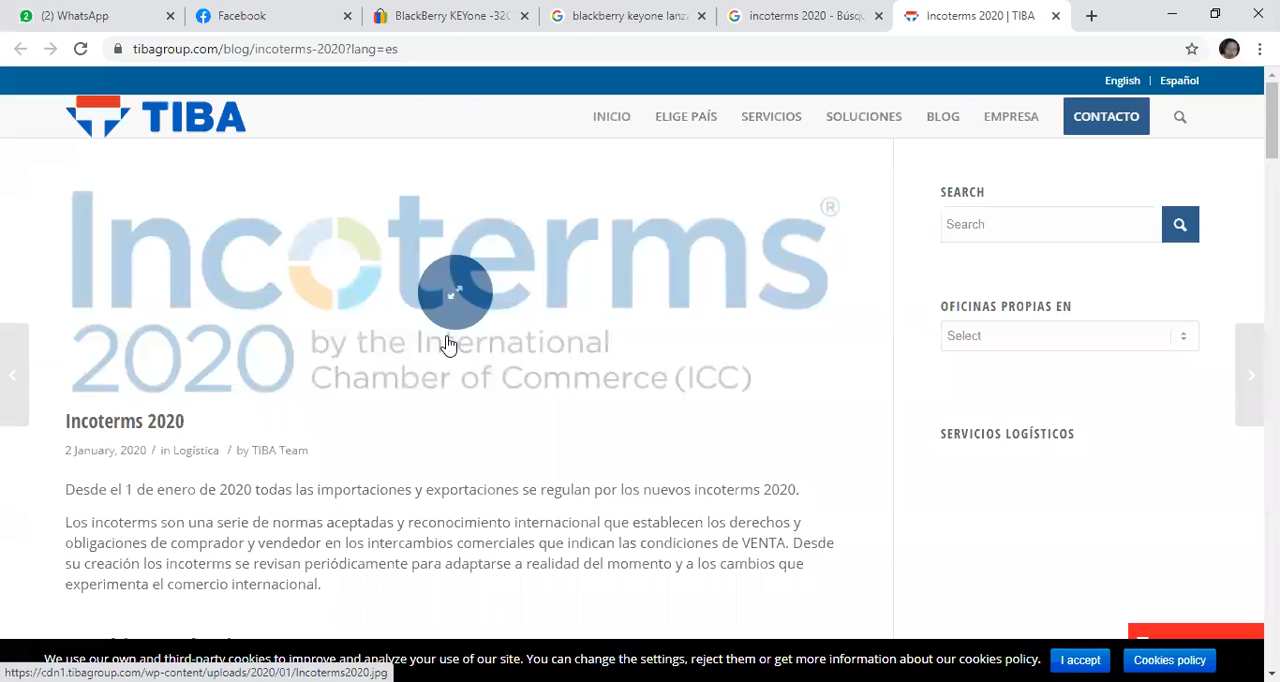 (2) WhatsApp
Facebook
BlackBerry KEYone -32G
blackberry keyone lanza
incoterms 2020 - Búsqu
Incoterms 2020 | TIBA
tibagroup.com/blog/incoterms-2020?lang=es
English | Español
TIBA
INICIO
ELIGE PAÍS
SERVICIOS
SOLUCIONES
BLOG
EMPRESA
CONTACTO
Incoterms®
2020 by the International
Chamber of Commerce (ICC)
SEARCH
Search
OFICINAS PROPIAS EN
Select
SERVICIOS LOGÍSTICOS
Incoterms 2020
2 January, 2020 / in Logística / by TIBA Team
Desde el 1 de enero de 2020 todas las importaciones y exportaciones se regulan por los nuevos incoterms 2020.
Los incoterms son una serie de normas aceptadas y reconocimiento internacional que establecen los derechos y
obligaciones de comprador y vendedor en los intercambios comerciales que indican las condiciones de VENTA. Desde
su creación los incoterms se revisan periódicamente para adaptarse a realidad del momento y a los cambios que
experimenta el comercio internacional.
We use our own and third-party cookies to improve and analyze your use of our site. You can change the settings, reject them or get more information about our cookies policy.
I accept
Cookies policy
https://cdn1.tibagroup.com/wp-content/uploads/2020/01/Incoterms2020.jpg